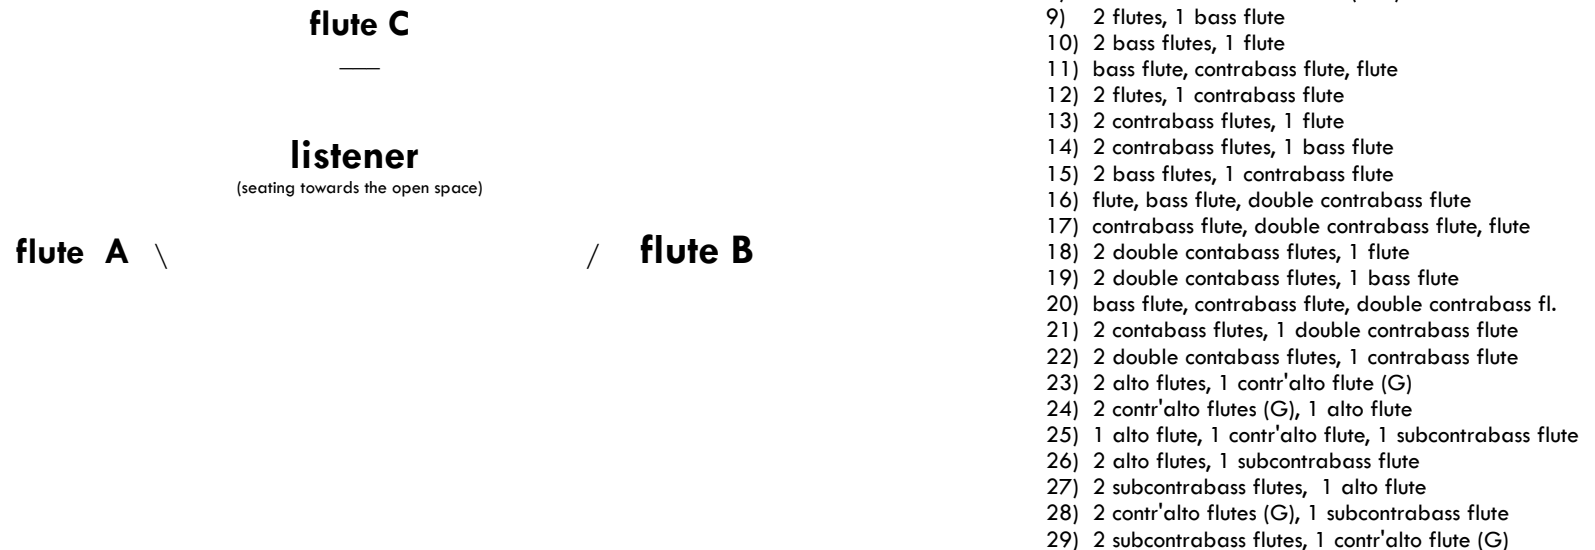 flute C
listener
(seating towards the open space)
flute A \ / flute B
9) 2 flutes, 1 bass flute
10) 2 bass flutes, 1 flute
11) bass flute, contrabass flute, flute
12) 2 flutes, 1 contrabass flute
13) 2 contrabass flutes, 1 flute
14) 2 contrabass flutes, 1 bass flute
15) 2 bass flutes, 1 contrabass flute
16) flute, bass flute, double contrabass flute
17) contrabass flute, double contrabass flute, flute
18) 2 double contabass flutes, 1 flute
19) 2 double contabass flutes, 1 bass flute
20) bass flute, contrabass flute, double contrabass fl.
21) 2 contabass flutes, 1 double contrabass flute
22) 2 double contabass flutes, 1 contrabass flute
23) 2 alto flutes, 1 contr'alto flute (G)
24) 2 contr'alto flutes (G), 1 alto flute
25) 1 alto flute, 1 contr'alto flute, 1 subcontrabass flute
26) 2 alto flutes, 1 subcontrabass flute
27) 2 subcontrabass flutes, 1 alto flute
28) 2 contr'alto flutes (G), 1 subcontrabass flute
29) 2 subcontrabass flutes, 1 contr'alto flute (G)